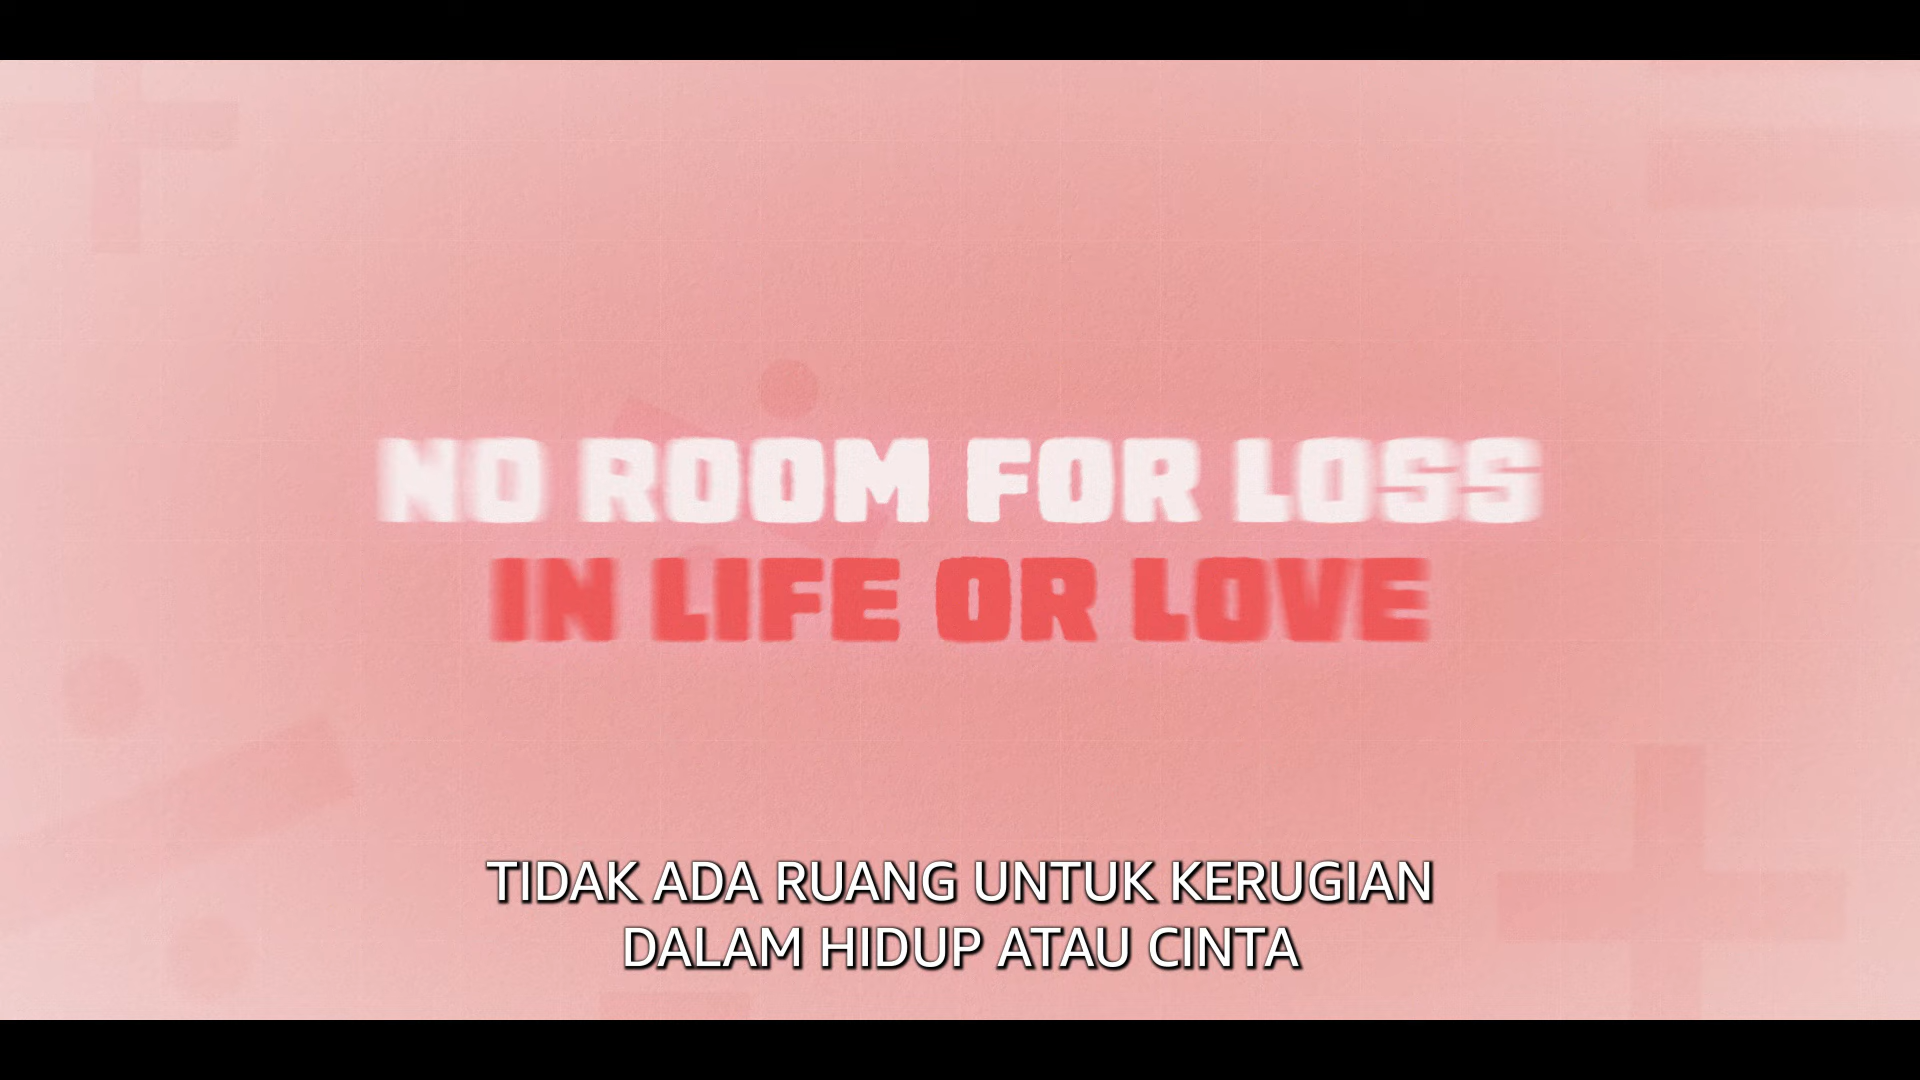 NO ROOM FOR LOSS
IN LIFE OR LOVE
TIDAK ADA RUANG UNTUK KERUGIAN
DALAM HIDUP ATAU CINTA